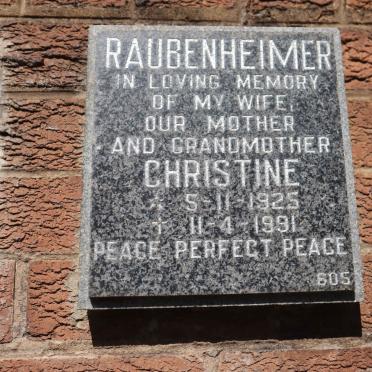 RAUBENHEIMER
IN LOVING MEMORY
OF MY WIFE,
OUR MOTHER
AND GRANDMOTHER
CHRISTINE
* 5-11-1925
† 11-4-1991
PEACE PERFECT PEACE
605